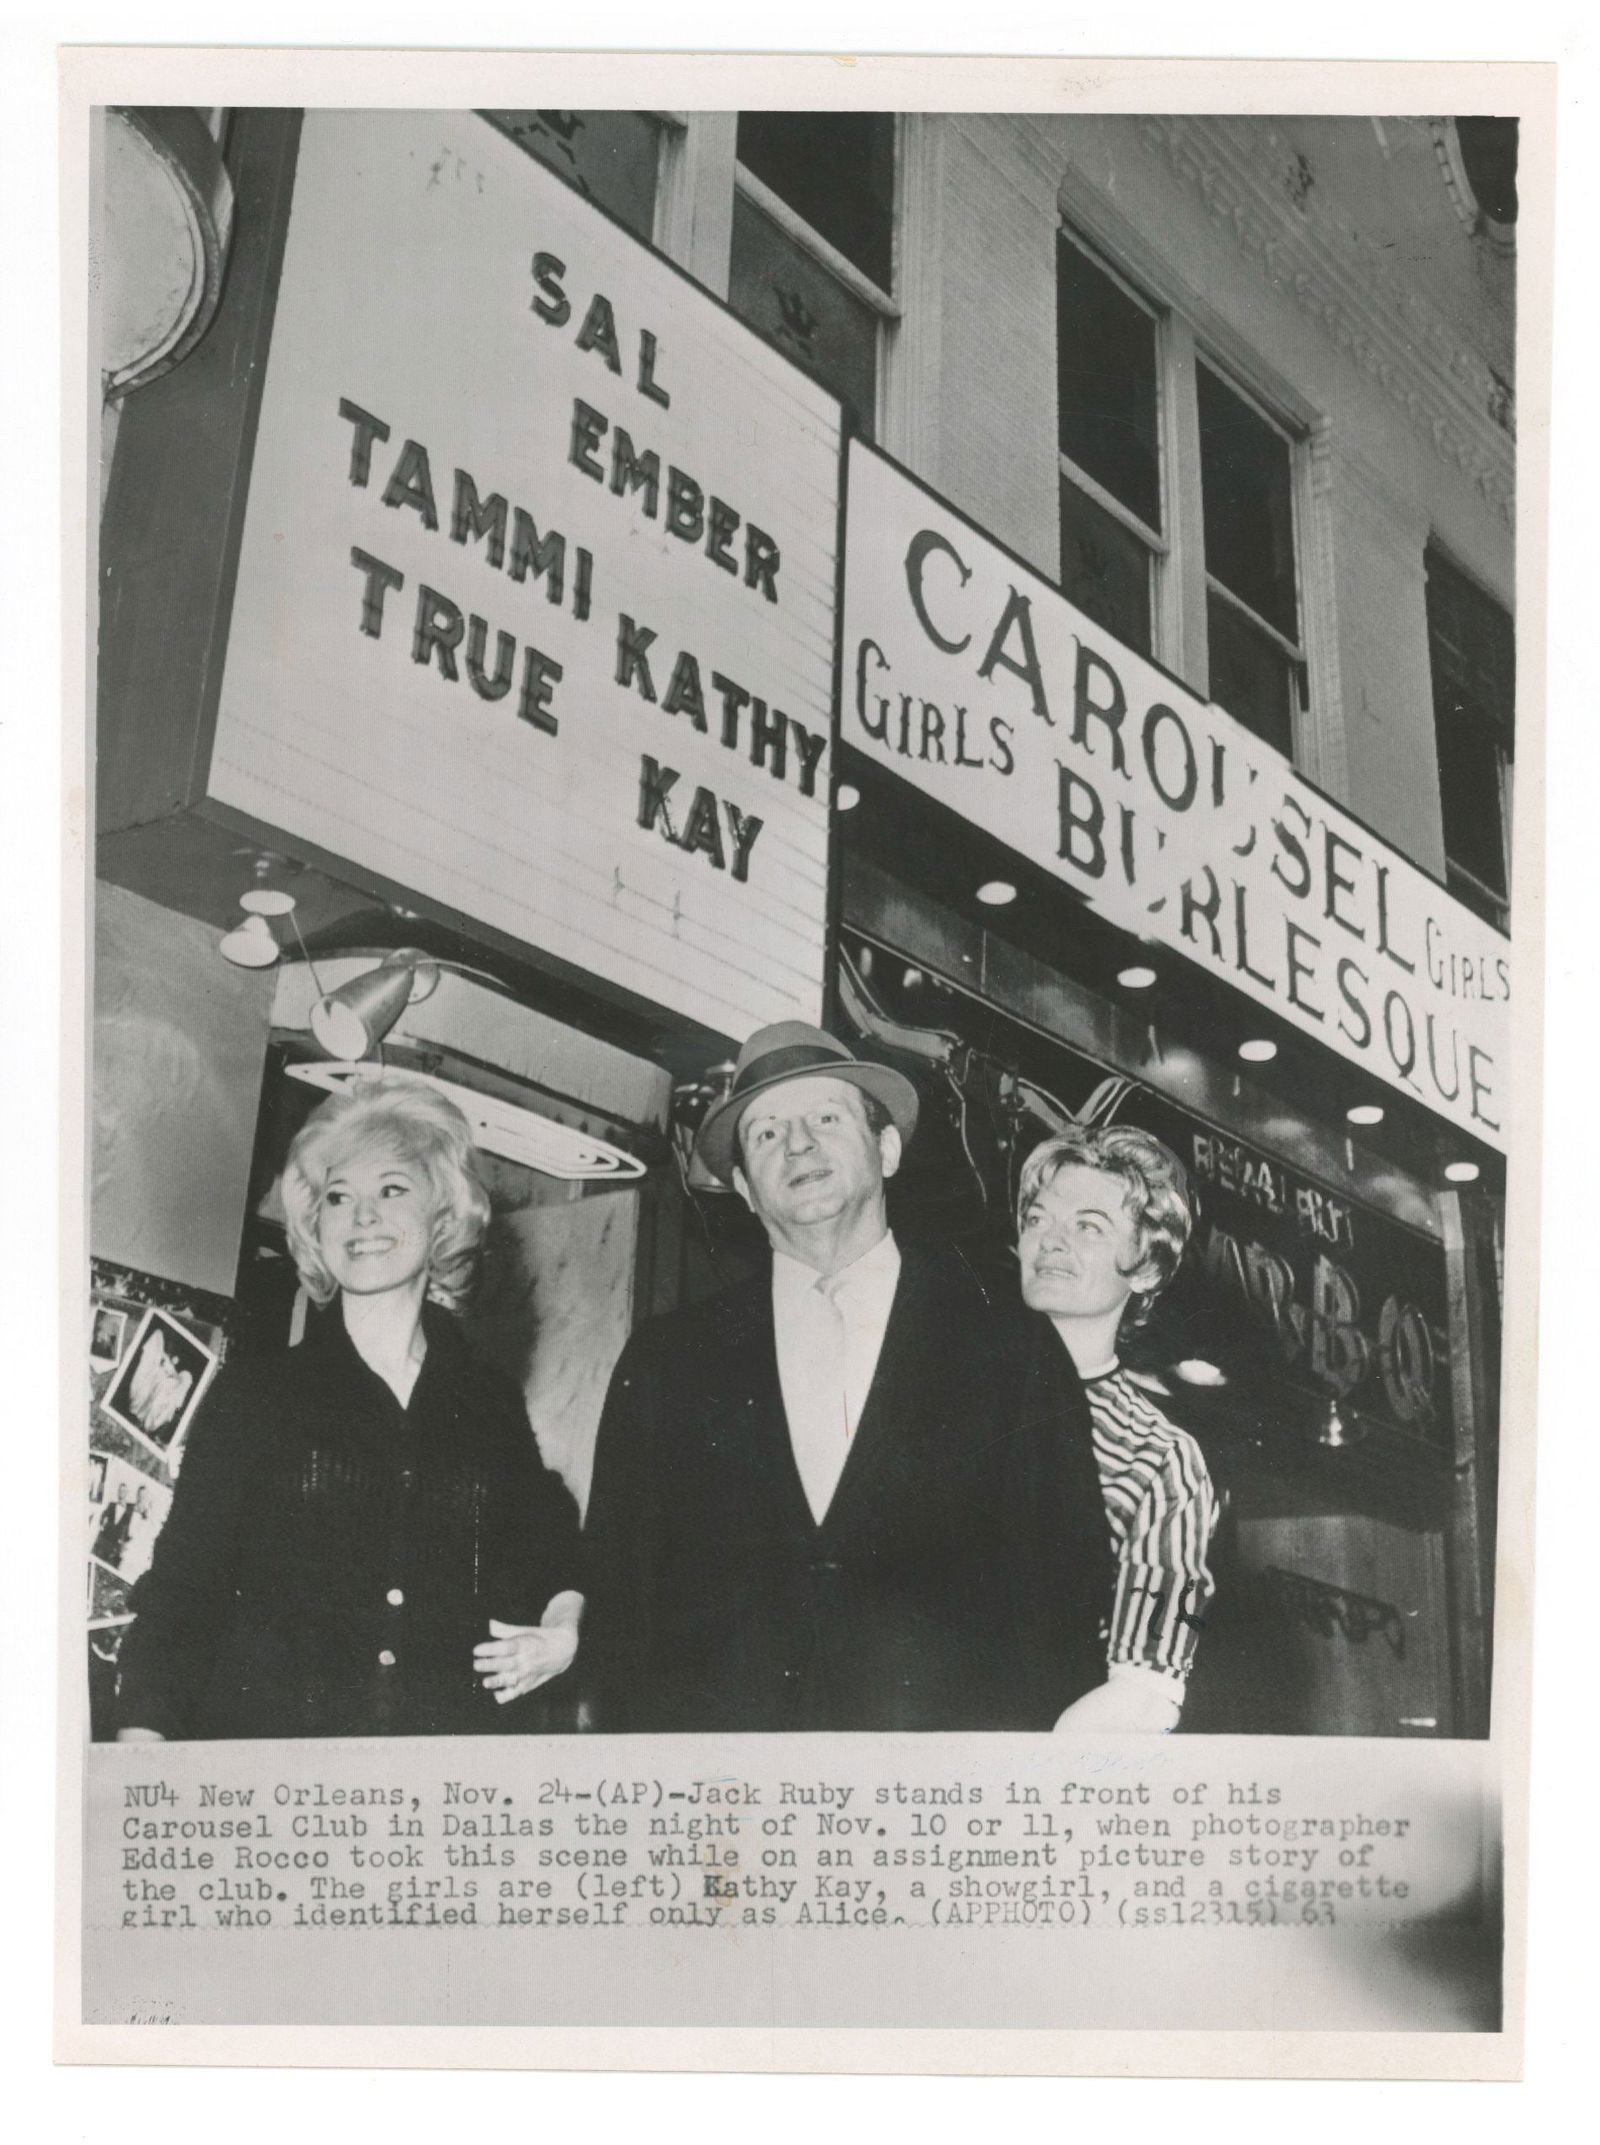 SAL
EMBER
TAMMI KATHY
TRUE KAY
CAROUSEL
GIRLS BURLESQUE GIRLS
REAL PIT
BAR-B-Q
NU4 New Orleans, Nov. 24-(AP)-Jack Ruby stands in front of his
Carousel Club in Dallas the night of Nov. 10 or 11, when photographer
Eddie Rocco took this scene while on an assignment picture story of
the club. The girls are (left) Kathy Kay, a showgirl, and a cigarette
girl who identified herself only as Alice. (APPHOTO) (ss12315) 63